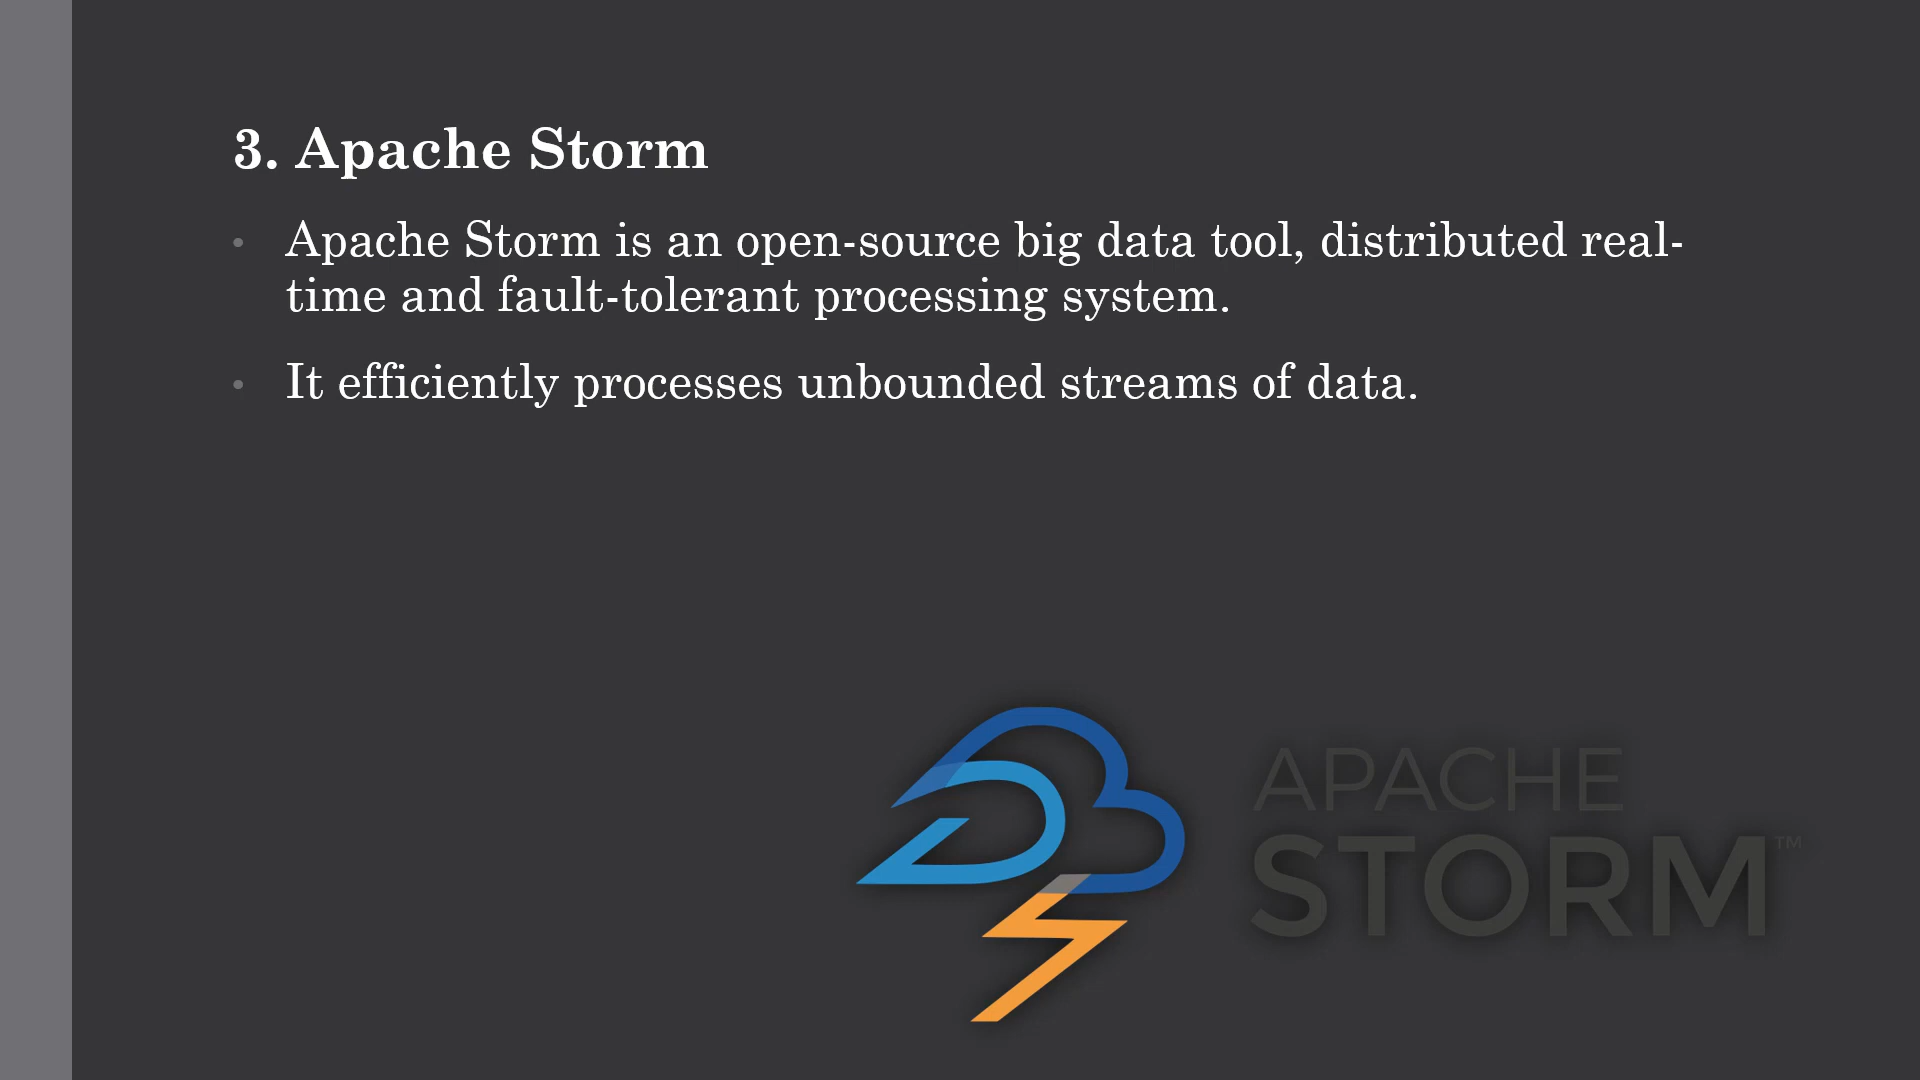 3. Apache Storm
• Apache Storm is an open-source big data tool, distributed real-
time and fault-tolerant processing system.
• It efficiently processes unbounded streams of data.
APACHE
STORM™